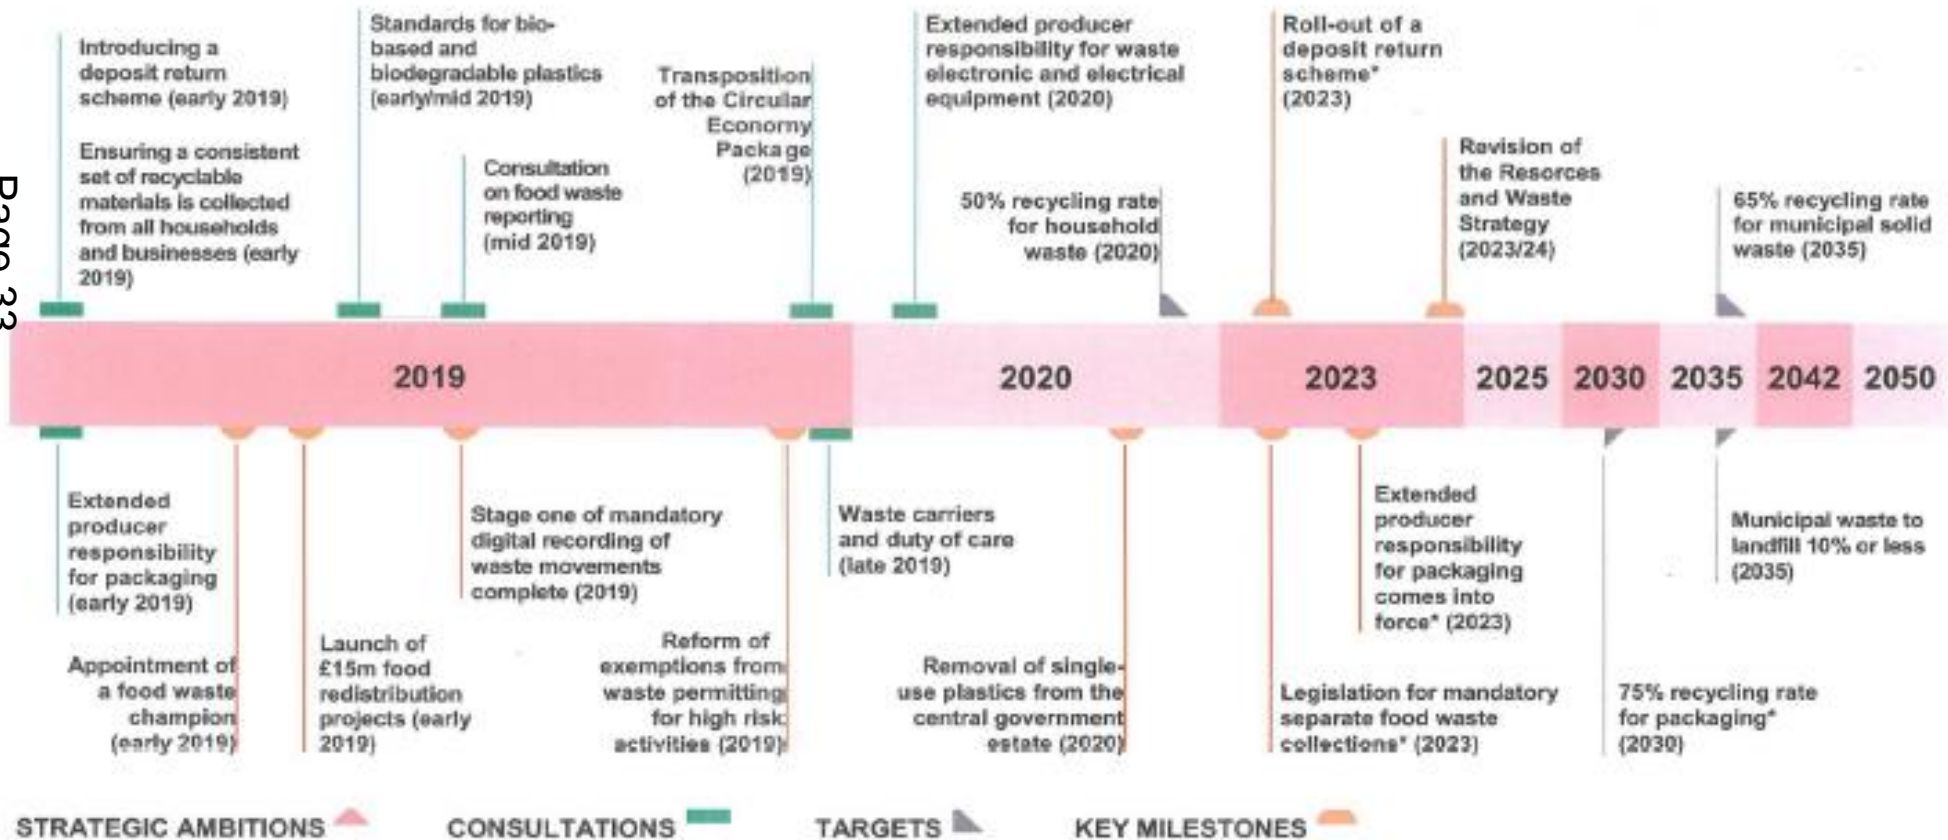 Page 33
Introducing a
deposit return
scheme (early 2019)
Ensuring a consistent
set of recyclable
materials is collected
from all households
and businesses (early
2019)
Standards for bio-
based and
biodegradable plastics
(early/mid 2019)
Consultation
on food waste
reporting
(mid 2019)
Transposition
of the Circular
Economy
Package
(2019)
Extended producer
responsibility for waste
electronic and electrical
equipment (2020)
50% recycling rate
for household
waste (2020)
Roll-out of a
deposit return
scheme*
(2023)
Revision of
the Resorces
and Waste
Strategy
(2023/24)
65% recycling rate
for municipal solid
waste (2035)
2019 2020 2023 2025 2030 2035 2042 2050
Extended
producer
responsibility
for packaging
(early 2019)
Appointment of
a food waste
champion
(early 2019)
Launch of
£15m food
redistribution
projects (early
2019)
Stage one of mandatory
digital recording of
waste movements
complete (2019)
Reform of
exemptions from
waste permitting
for high risk
activities (2019)
Waste carriers
and duty of care
(late 2019)
Removal of single-
use plastics from the
central government
estate (2020)
Legislation for mandatory
separate food waste
collections* (2023)
Extended
producer
responsibility
for packaging
comes into
force* (2023)
75% recycling rate
for packaging*
(2030)
Municipal waste to
landfill 10% or less
(2035)
STRATEGIC AMBITIONS CONSULTATIONS TARGETS KEY MILESTONES